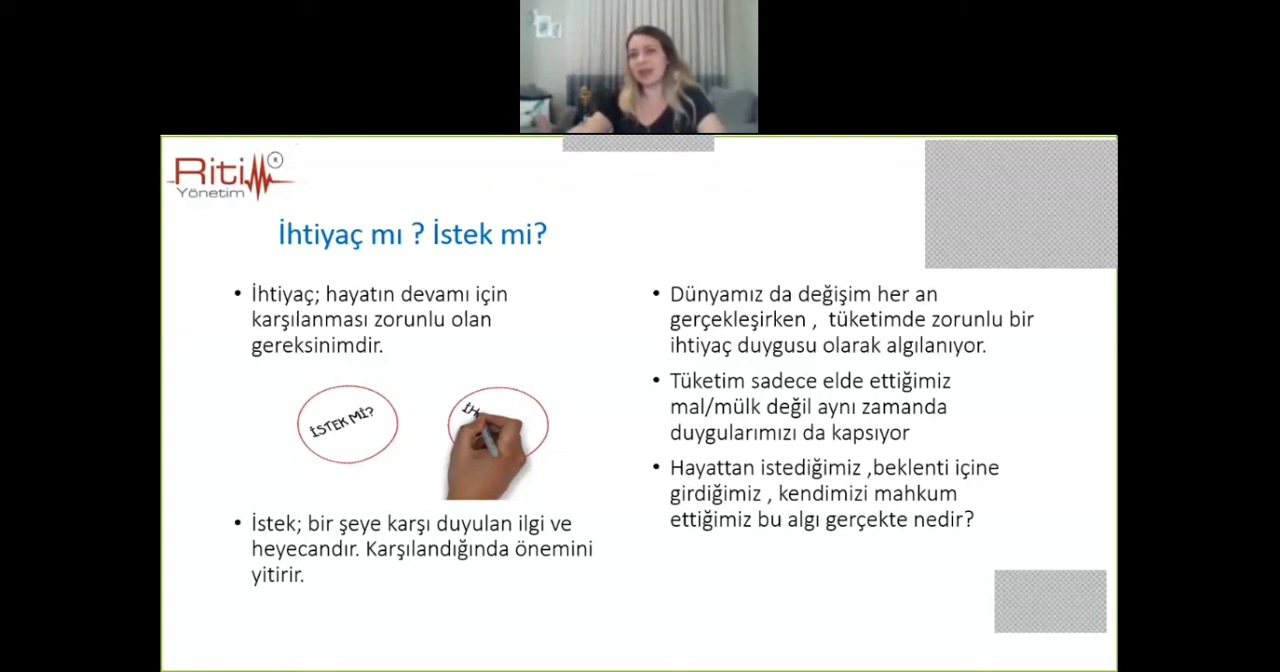 Ritim
®
Yönetim
İhtiyaç mı ? İstek mi?
• İhtiyaç; hayatın devamı için
karşılanması zorunlu olan
gereksinimdir.
İSTEK Mİ?
İH
• İstek; bir şeye karşı duyulan ilgi ve
heyecandır. Karşılandığında önemini
yitirir.
• Dünyamız da değişim her an
gerçekleşirken , tüketimde zorunlu bir
ihtiyaç duygusu olarak algılanıyor.
• Tüketim sadece elde ettiğimiz
mal/mülk değil aynı zamanda
duygularımızı da kapsıyor
• Hayattan istediğimiz ,beklenti içine
girdiğimiz , kendimizi mahkum
ettiğimiz bu algı gerçekte nedir?